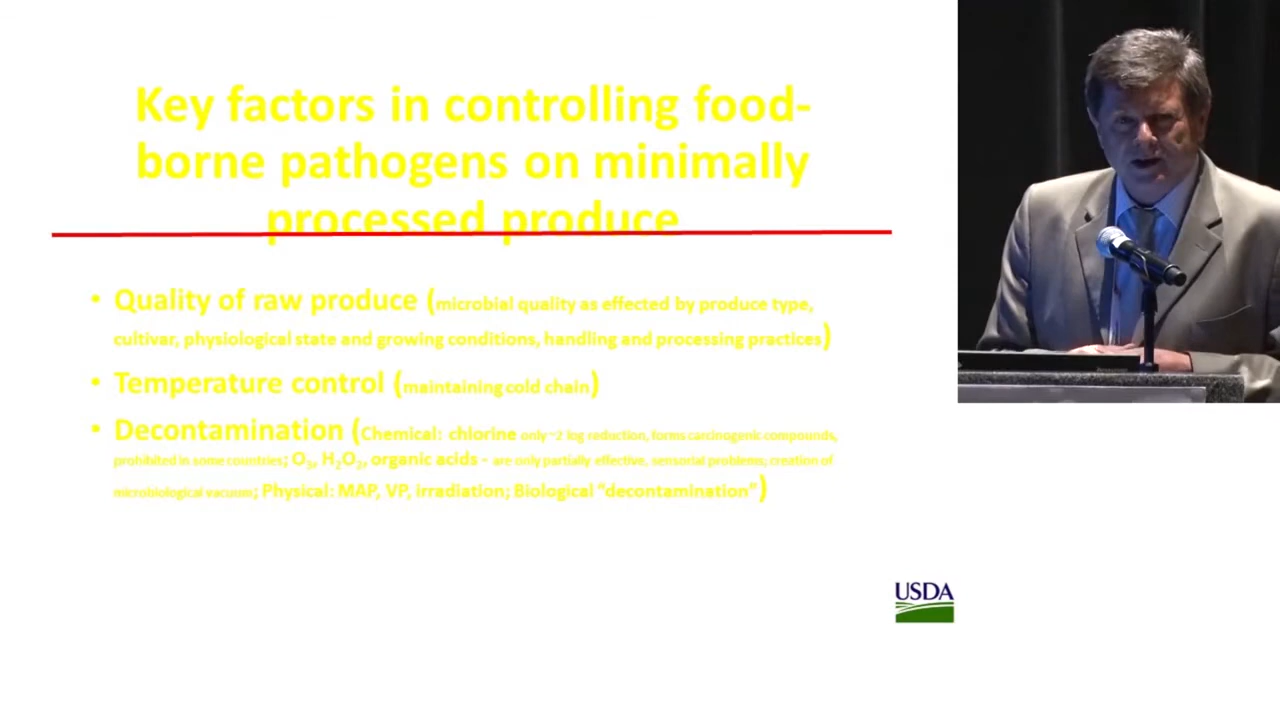 Key factors in controlling food-
borne pathogens on minimally
processed produce
• Quality of raw produce (microbial quality as effected by produce type,
cultivar, physiological state and growing conditions, handling and processing practices)
• Temperature control (maintaining cold chain)
• Decontamination (Chemical: chlorine only ~2 log reduction, forms carcinogenic compounds,
prohibited in some countries; O₃, H₂O₂, organic acids - are only partially effective, sensorial problems; creation of
microbiological vacuum; Physical: MAP, VP, irradiation; Biological “decontamination”)
USDA